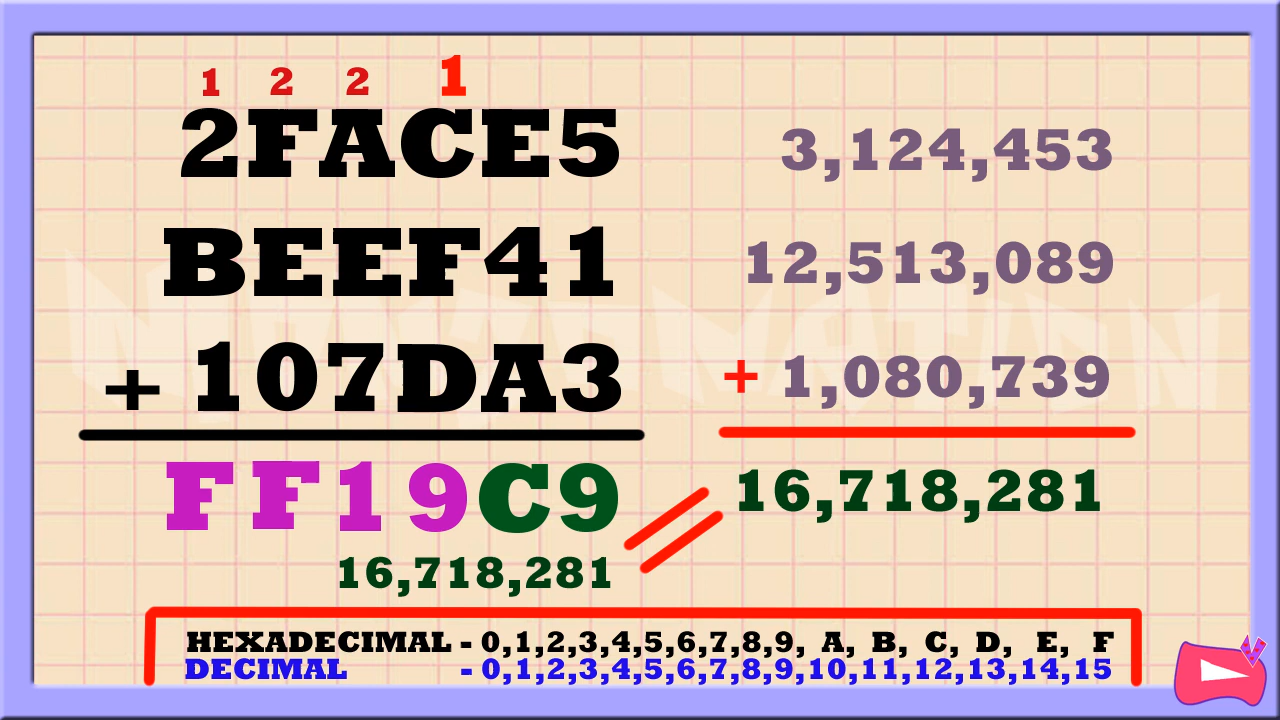 1 2 2 1
2FACE5
BEEF41
+ 107DA3
FF19C9
16,718,281
3,124,453
12,513,089
+ 1,080,739
16,718,281
HEXADECIMAL - 0,1,2,3,4,5,6,7,8,9, A, B, C, D, E, F
DECIMAL - 0,1,2,3,4,5,6,7,8,9,10,11,12,13,14,15